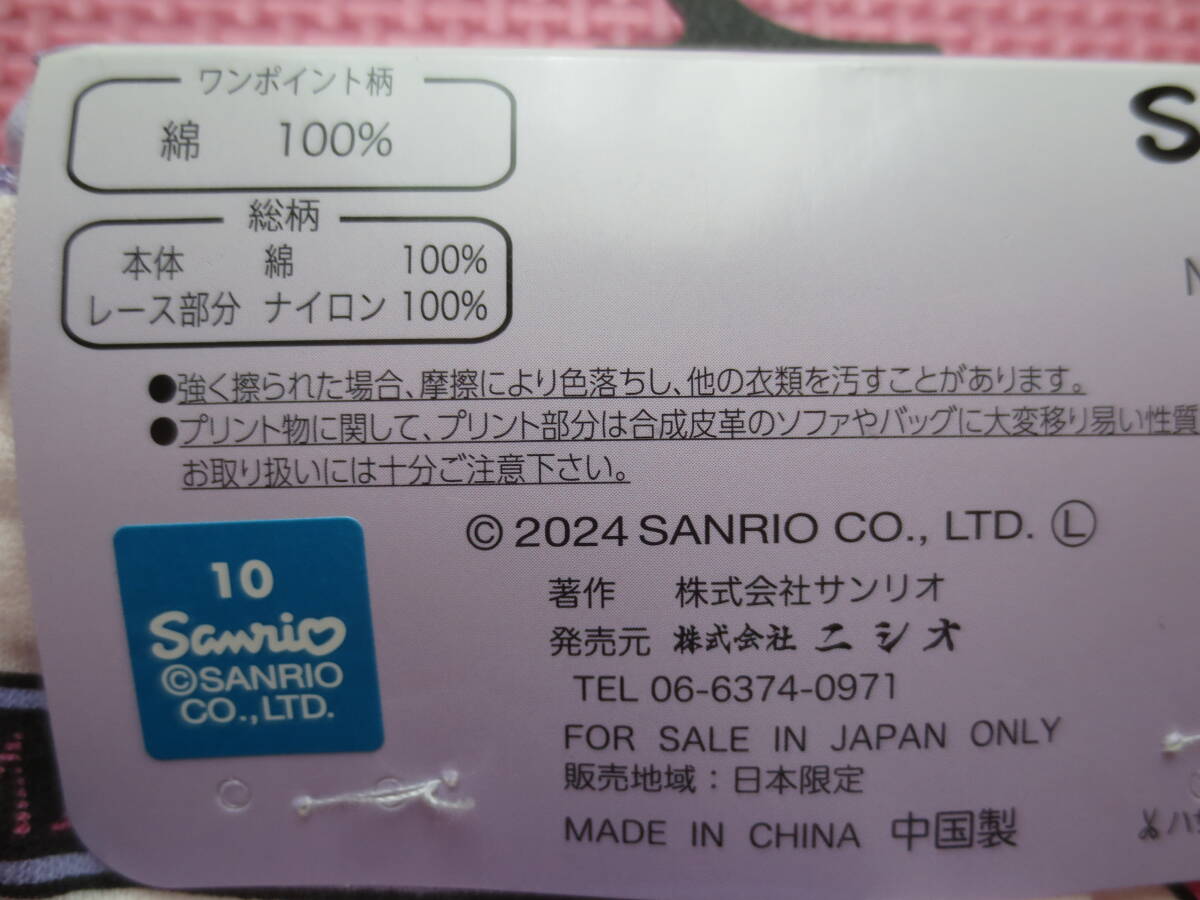 ワンポイント柄
綿 100%
総柄
本体 綿 100%
レース部分 ナイロン 100%
●強く擦られた場合、摩擦により色落ちし、他の衣類を汚すことがあります。
●プリント物に関して、プリント部分は合成皮革のソファやバッグに大変移り易い性質
お取り扱いには十分ご注意下さい。
© 2024 SANRIO CO., LTD. Ⓛ
著作 株式会社サンリオ
発売元 株式会社 ニシオ
TEL 06-6374-0971
FOR SALE IN JAPAN ONLY
販売地域：日本限定
MADE IN CHINA 中国製
10
Sanrio
©SANRIO
CO.,LTD.
S
N
ハサ